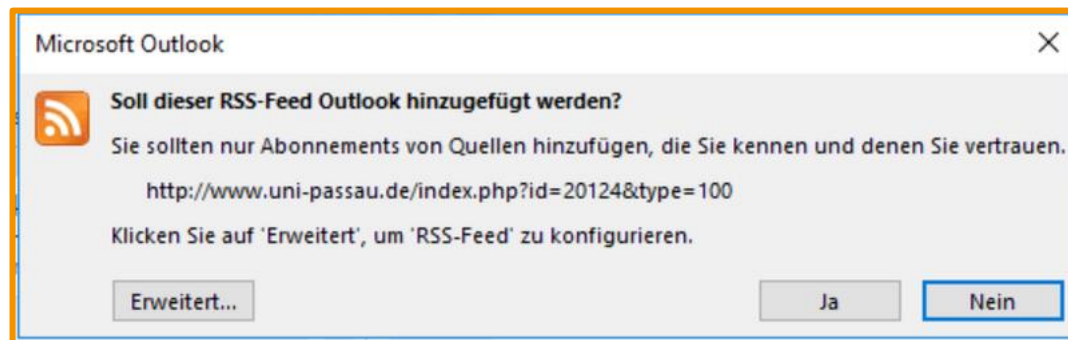 Microsoft Outlook
Soll dieser RSS-Feed Outlook hinzugefügt werden?
Sie sollten nur Abonnements von Quellen hinzufügen, die Sie kennen und denen Sie vertrauen.
http://www.uni-passau.de/index.php?id=20124&type=100
Klicken Sie auf 'Erweitert', um 'RSS-Feed' zu konfigurieren.
Erweitert... Ja Nein